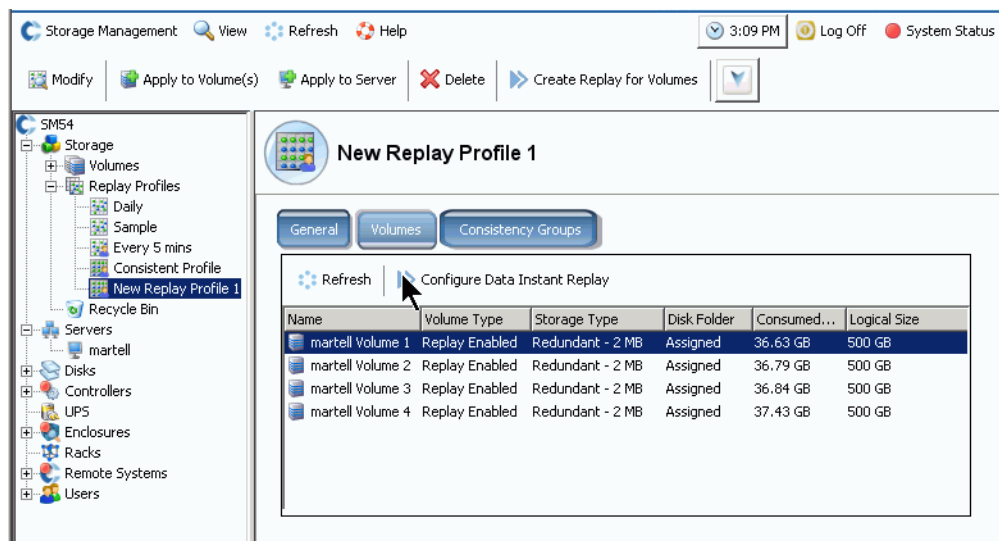 Storage Management View Refresh Help 3:09 PM Log Off System Status
Modify Apply to Volume(s) Apply to Server Delete Create Replay for Volumes
SM54
Storage
Volumes
Replay Profiles
Daily
Sample
Every 5 mins
Consistent Profile
New Replay Profile 1
Recycle Bin
Servers
martell
Disks
Controllers
UPS
Enclosures
Racks
Remote Systems
Users
New Replay Profile 1
General Volumes Consistency Groups
Refresh Configure Data Instant Replay
Name Volume Type Storage Type Disk Folder Consumed... Logical Size
martell Volume 1 Replay Enabled Redundant - 2 MB Assigned 36.63 GB 500 GB
martell Volume 2 Replay Enabled Redundant - 2 MB Assigned 36.79 GB 500 GB
martell Volume 3 Replay Enabled Redundant - 2 MB Assigned 36.84 GB 500 GB
martell Volume 4 Replay Enabled Redundant - 2 MB Assigned 37.43 GB 500 GB